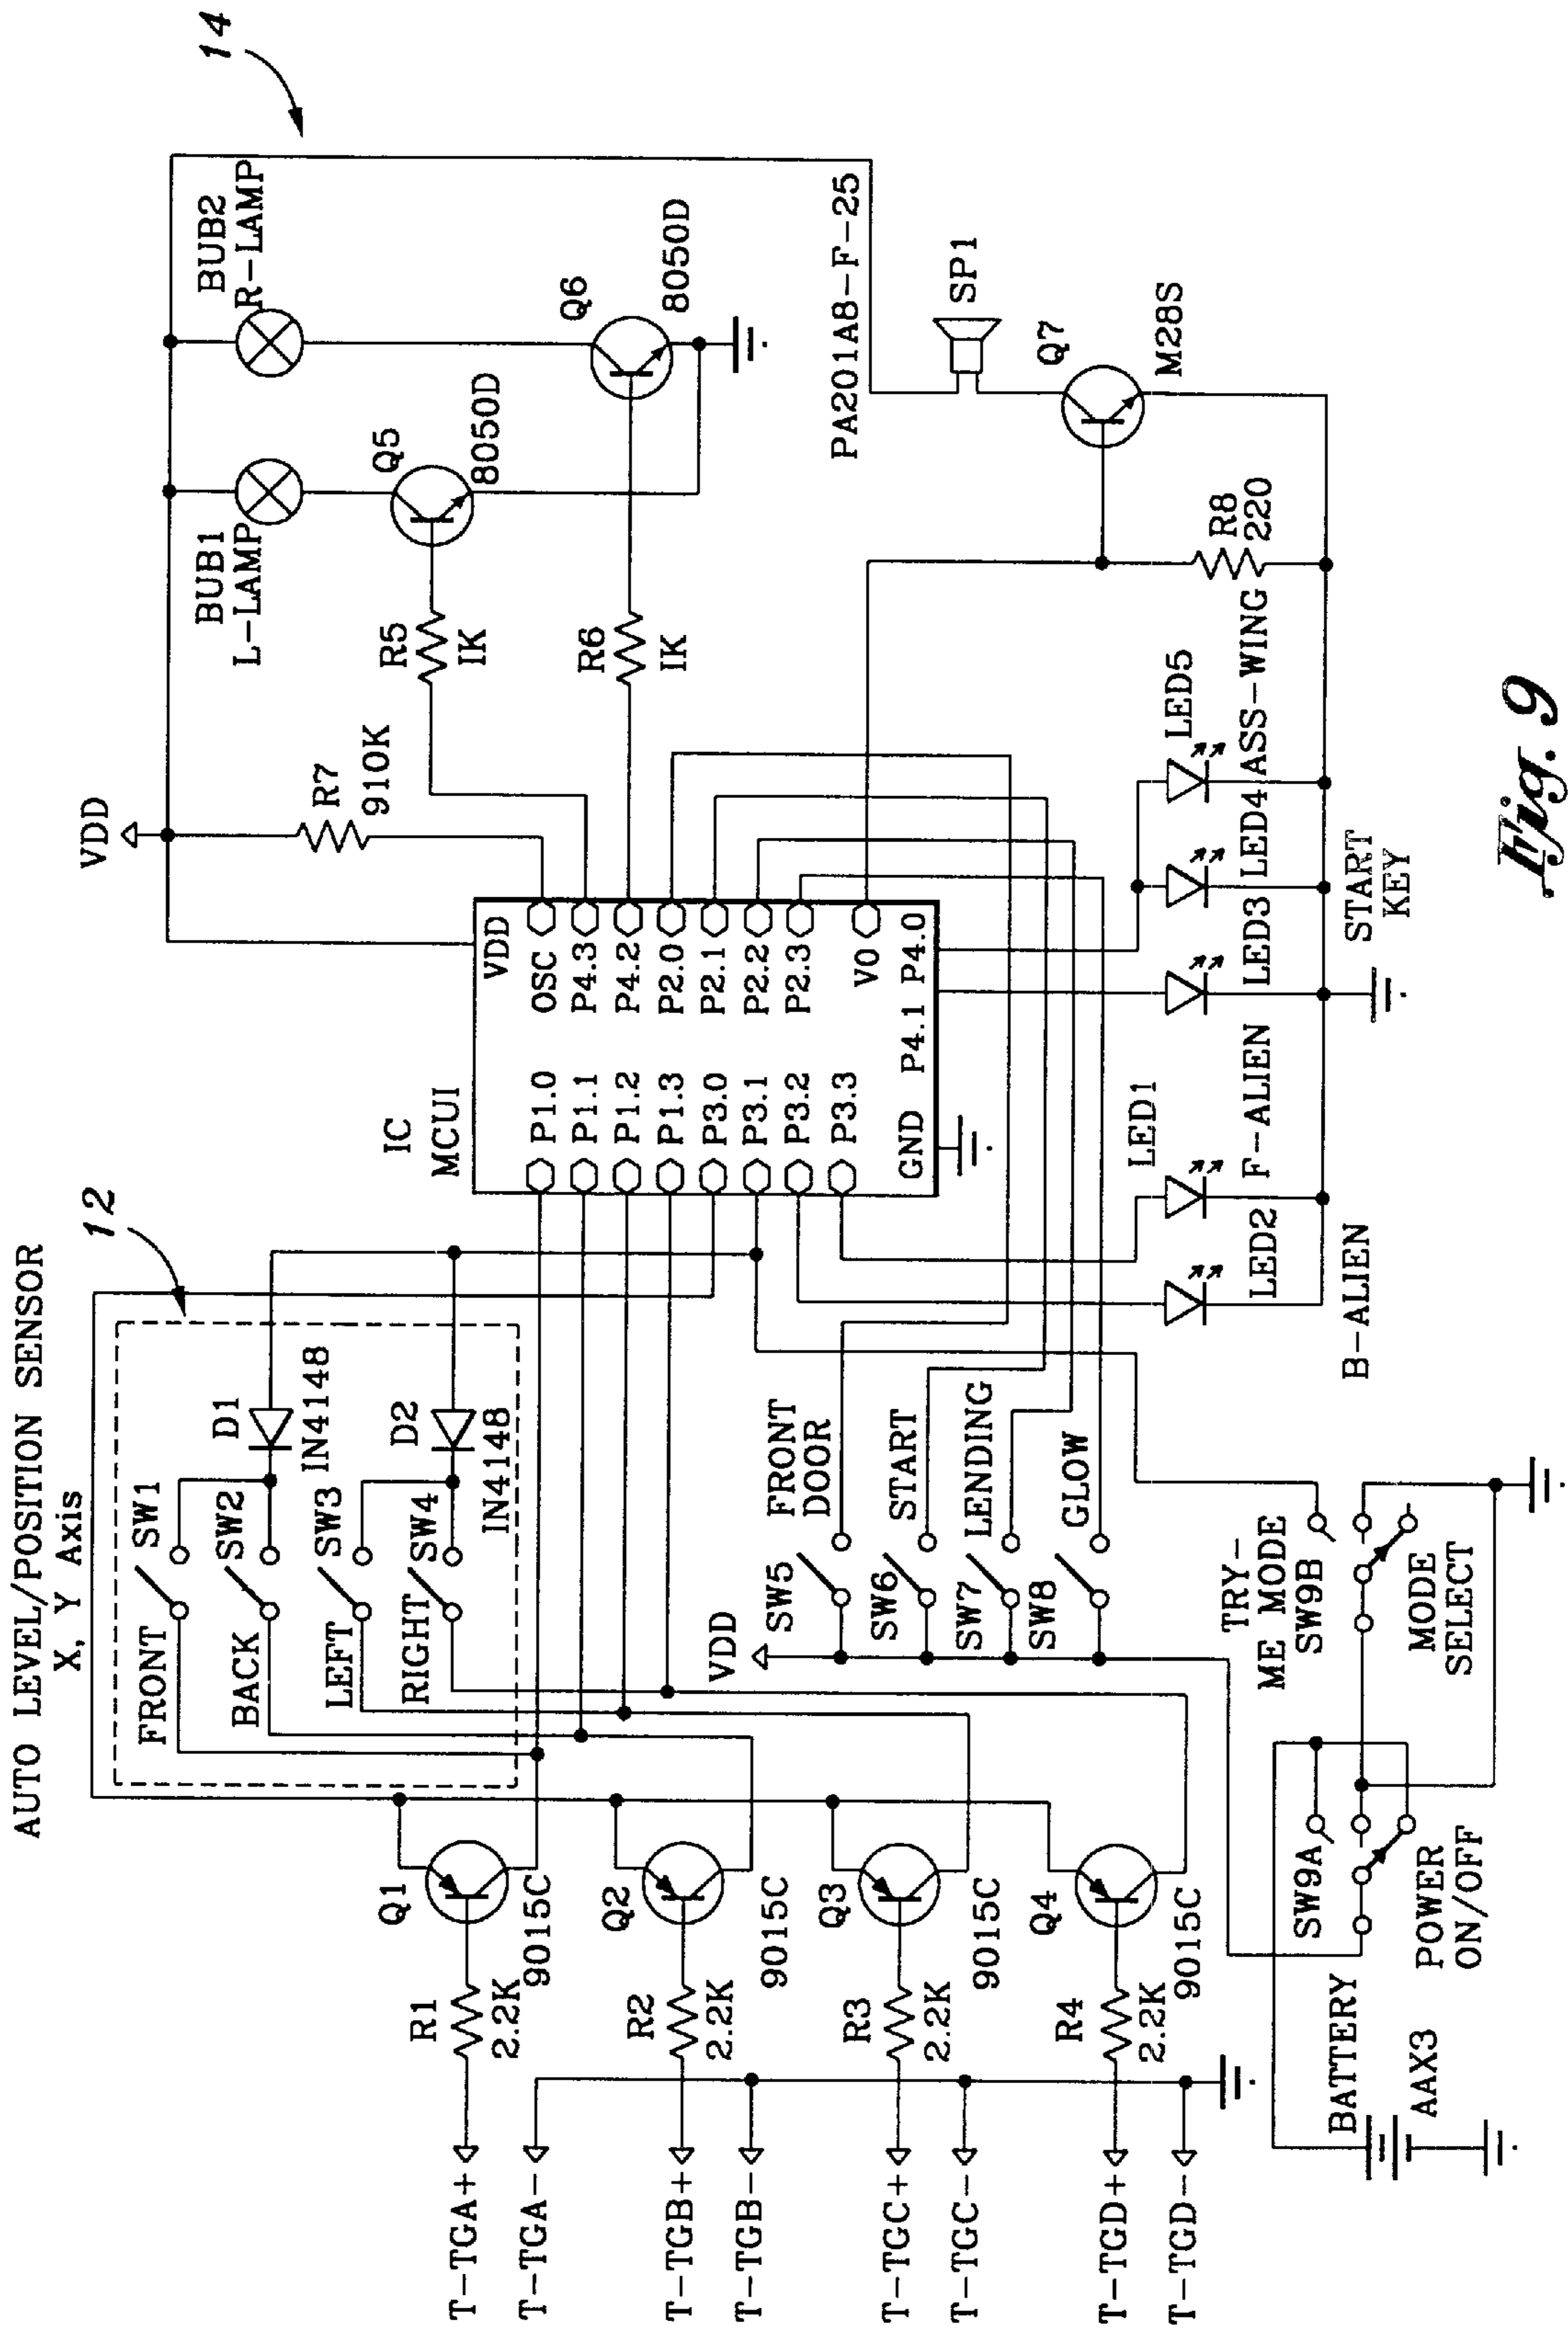 AUTO LEVEL/POSITION SENSOR
X, Y Axis
12
14
FRONT
SW1
BACK
SW2
LEFT
SW3
RIGHT
SW4
D1
IN4148
D2
IN4148
Q1
9015C
R1
2.2K
T-TGA+
T-TGA-
Q2
9015C
R2
2.2K
T-TGB+
T-TGB-
Q3
9015C
R3
2.2K
T-TGC+
T-TGC-
Q4
9015C
R4
2.2K
T-TGD+
T-TGD-
IC
MCUI
P1.0
P1.1
P1.2
P1.3
P3.0
P3.1
P3.2
P3.3
GND
VDD
OSC
P4.3
P4.2
P2.0
P2.1
P2.2
P2.3
VO
P4.1
P4.0
VDD
R7
910K
BUB1
L-LAMP
BUB2
R-LAMP
R5
IK
Q5
8050D
R6
IK
Q6
8050D
PA201A8-F-25
SP1
Q7
M28S
R8
220
VDD
SW5
FRONT
DOOR
SW6
START
SW7
LENDING
SW8
GLOW
LED1
F-ALIEN
LED2
B-ALIEN
LED3
LED4
ASS-WING
LED5
START
KEY
BATTERY
AAX3
SW9A
POWER
ON/OFF
TRY-
ME MODE
SW9B
MODE
SELECT
Fig. 9